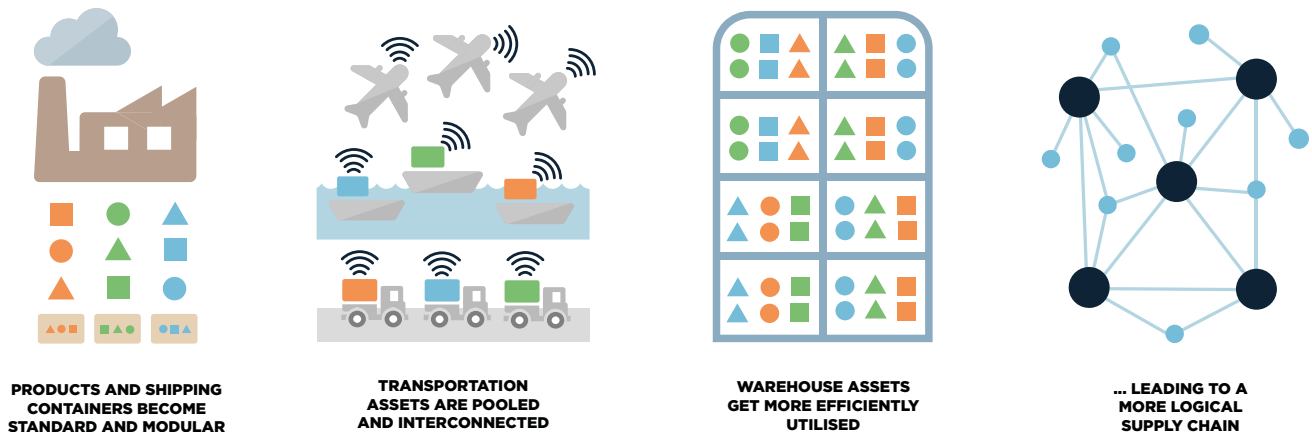 PRODUCTS AND SHIPPING
CONTAINERS BECOME
STANDARD AND MODULAR
TRANSPORTATION
ASSETS ARE POOLED
AND INTERCONNECTED
WAREHOUSE ASSETS
GET MORE EFFICIENTLY
UTILISED
... LEADING TO A
MORE LOGICAL
SUPPLY CHAIN